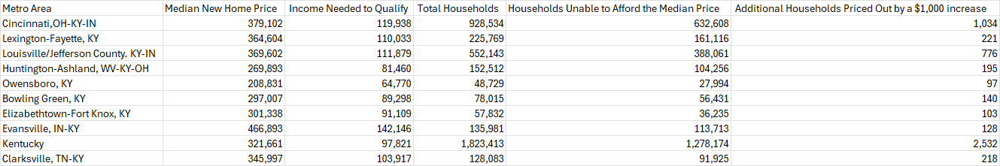 Metro Area Median New Home Price Income Needed to Qualify Total Households Households Unable to Afford the Median Price Additional Households Priced Out by a $1,000 increase
Cincinnati,OH-KY-IN 379,102 119,938 928,534 632,608 1,034
Lexington-Fayette, KY 364,604 110,033 225,769 161,116 221
Louisville/Jefferson County. KY-IN 369,602 111,879 552,143 388,061 776
Huntington-Ashland, WV-KY-OH 269,893 81,460 152,512 104,256 195
Owensboro, KY 208,831 64,770 48,729 27,994 97
Bowling Green, KY 297,007 89,298 78,015 56,431 140
Elizabethtown-Fort Knox, KY 301,338 91,109 57,832 36,235 103
Evansville, IN-KY 466,893 142,146 135,981 113,713 128
Kentucky 321,661 97,821 1,823,413 1,278,174 2,532
Clarksville, TN-KY 345,997 103,917 128,083 91,925 218